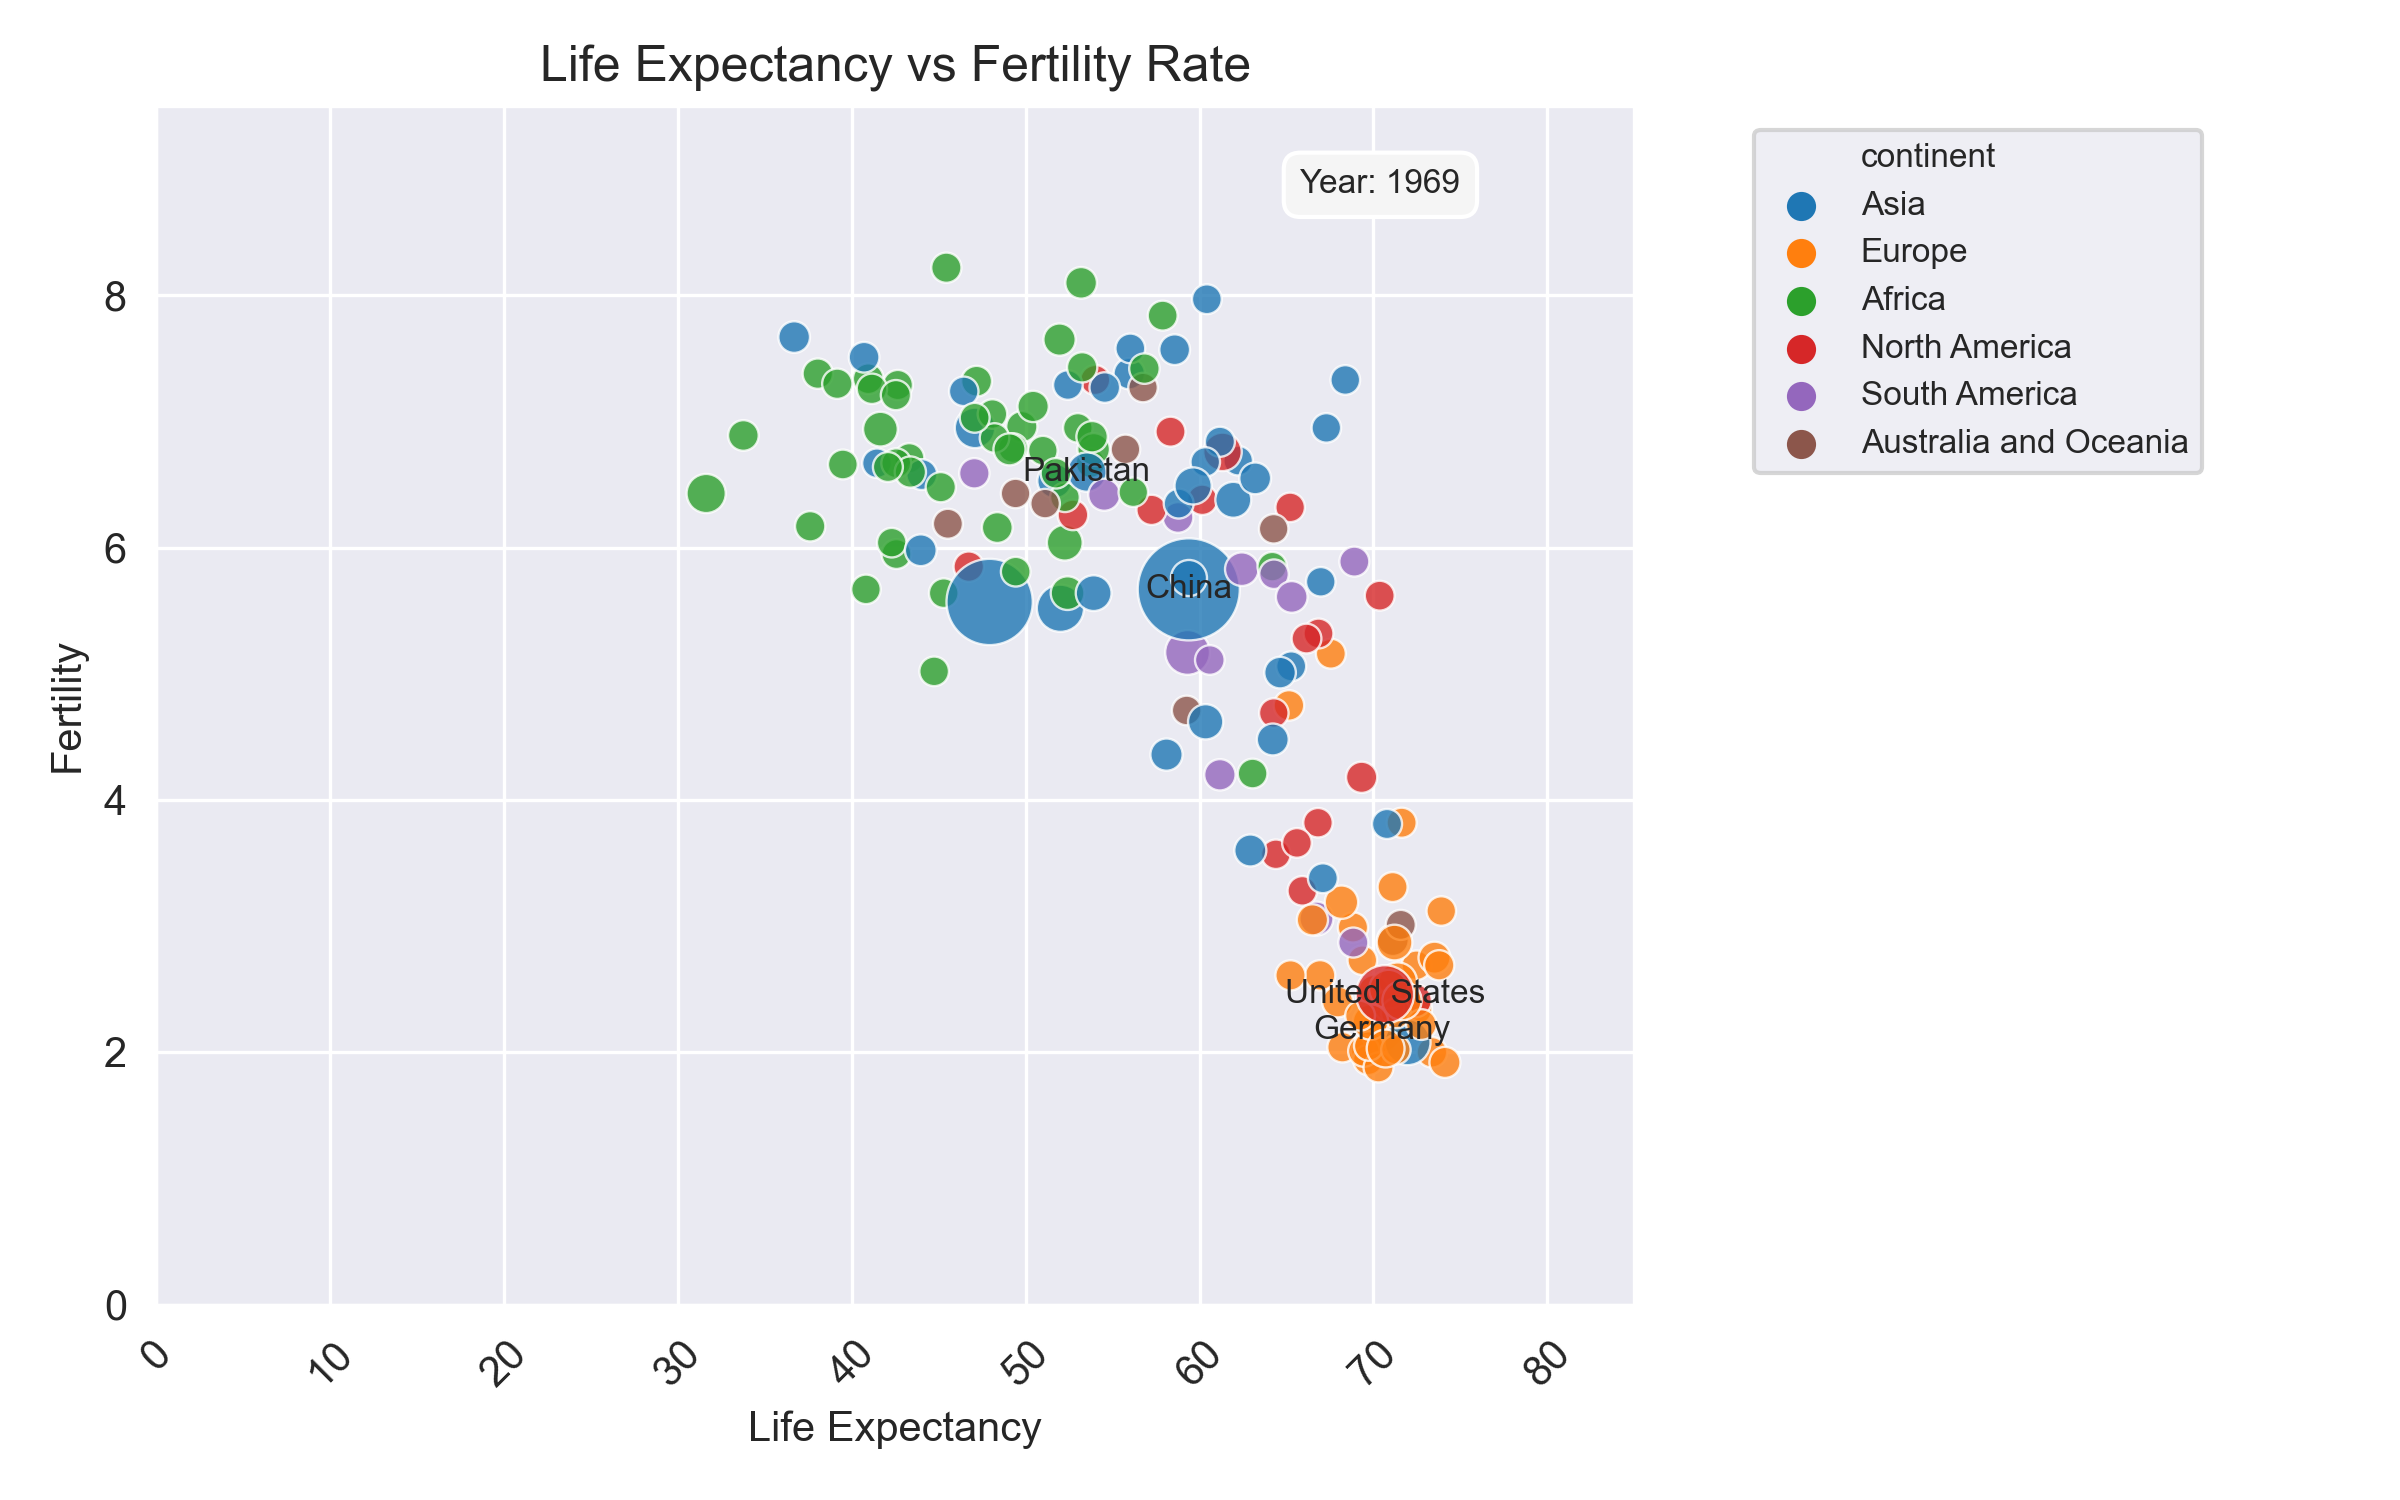 Life Expectancy vs Fertility Rate
Year: 1969
continent
Asia
Europe
Africa
North America
South America
Australia and Oceania
Pakistan
China
United States
Germany
Fertility
8
6
4
2
0
0
10
20
30
40
50
60
70
80
Life Expectancy